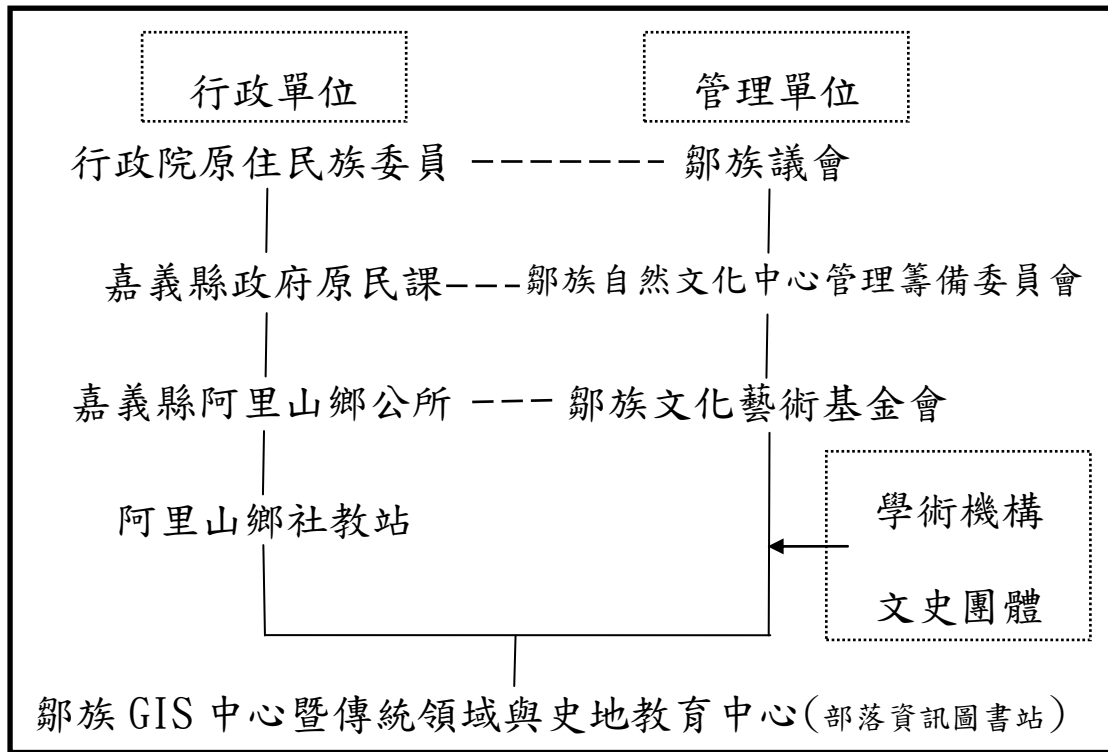 行政單位 管理單位
行政院原住民族委員 鄒族議會
嘉義縣政府原民課 鄒族自然文化中心管理籌備委員會
嘉義縣阿里山鄉公所 鄒族文化藝術基金會
學術機構
阿里山鄉社教站
文史團體
鄒族 GIS 中心暨傳統領域與史地教育中心(部落資訊圖書站)